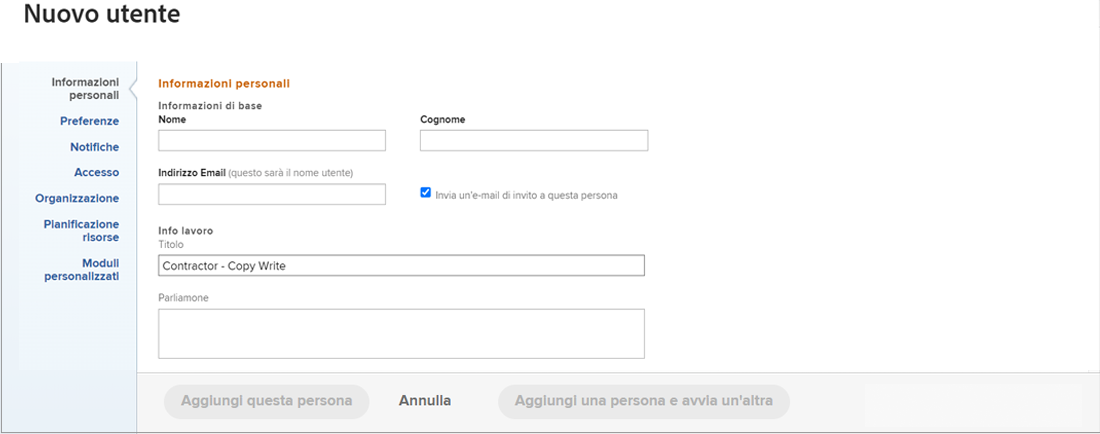 Nuovo utente
Informazioni
personali
Preferenze
Notifiche
Accesso
Organizzazione
Pianificazione
risorse
Moduli
personalizzati
Informazioni personali
Informazioni di base
Nome
Cognome
Indirizzo Email (questo sarà il nome utente)
Invia un'e-mail di invito a questa persona
Info lavoro
Titolo
Contractor - Copy Write
Parliamone
Aggiungi questa persona
Annulla
Aggiungi una persona e avvia un'altra